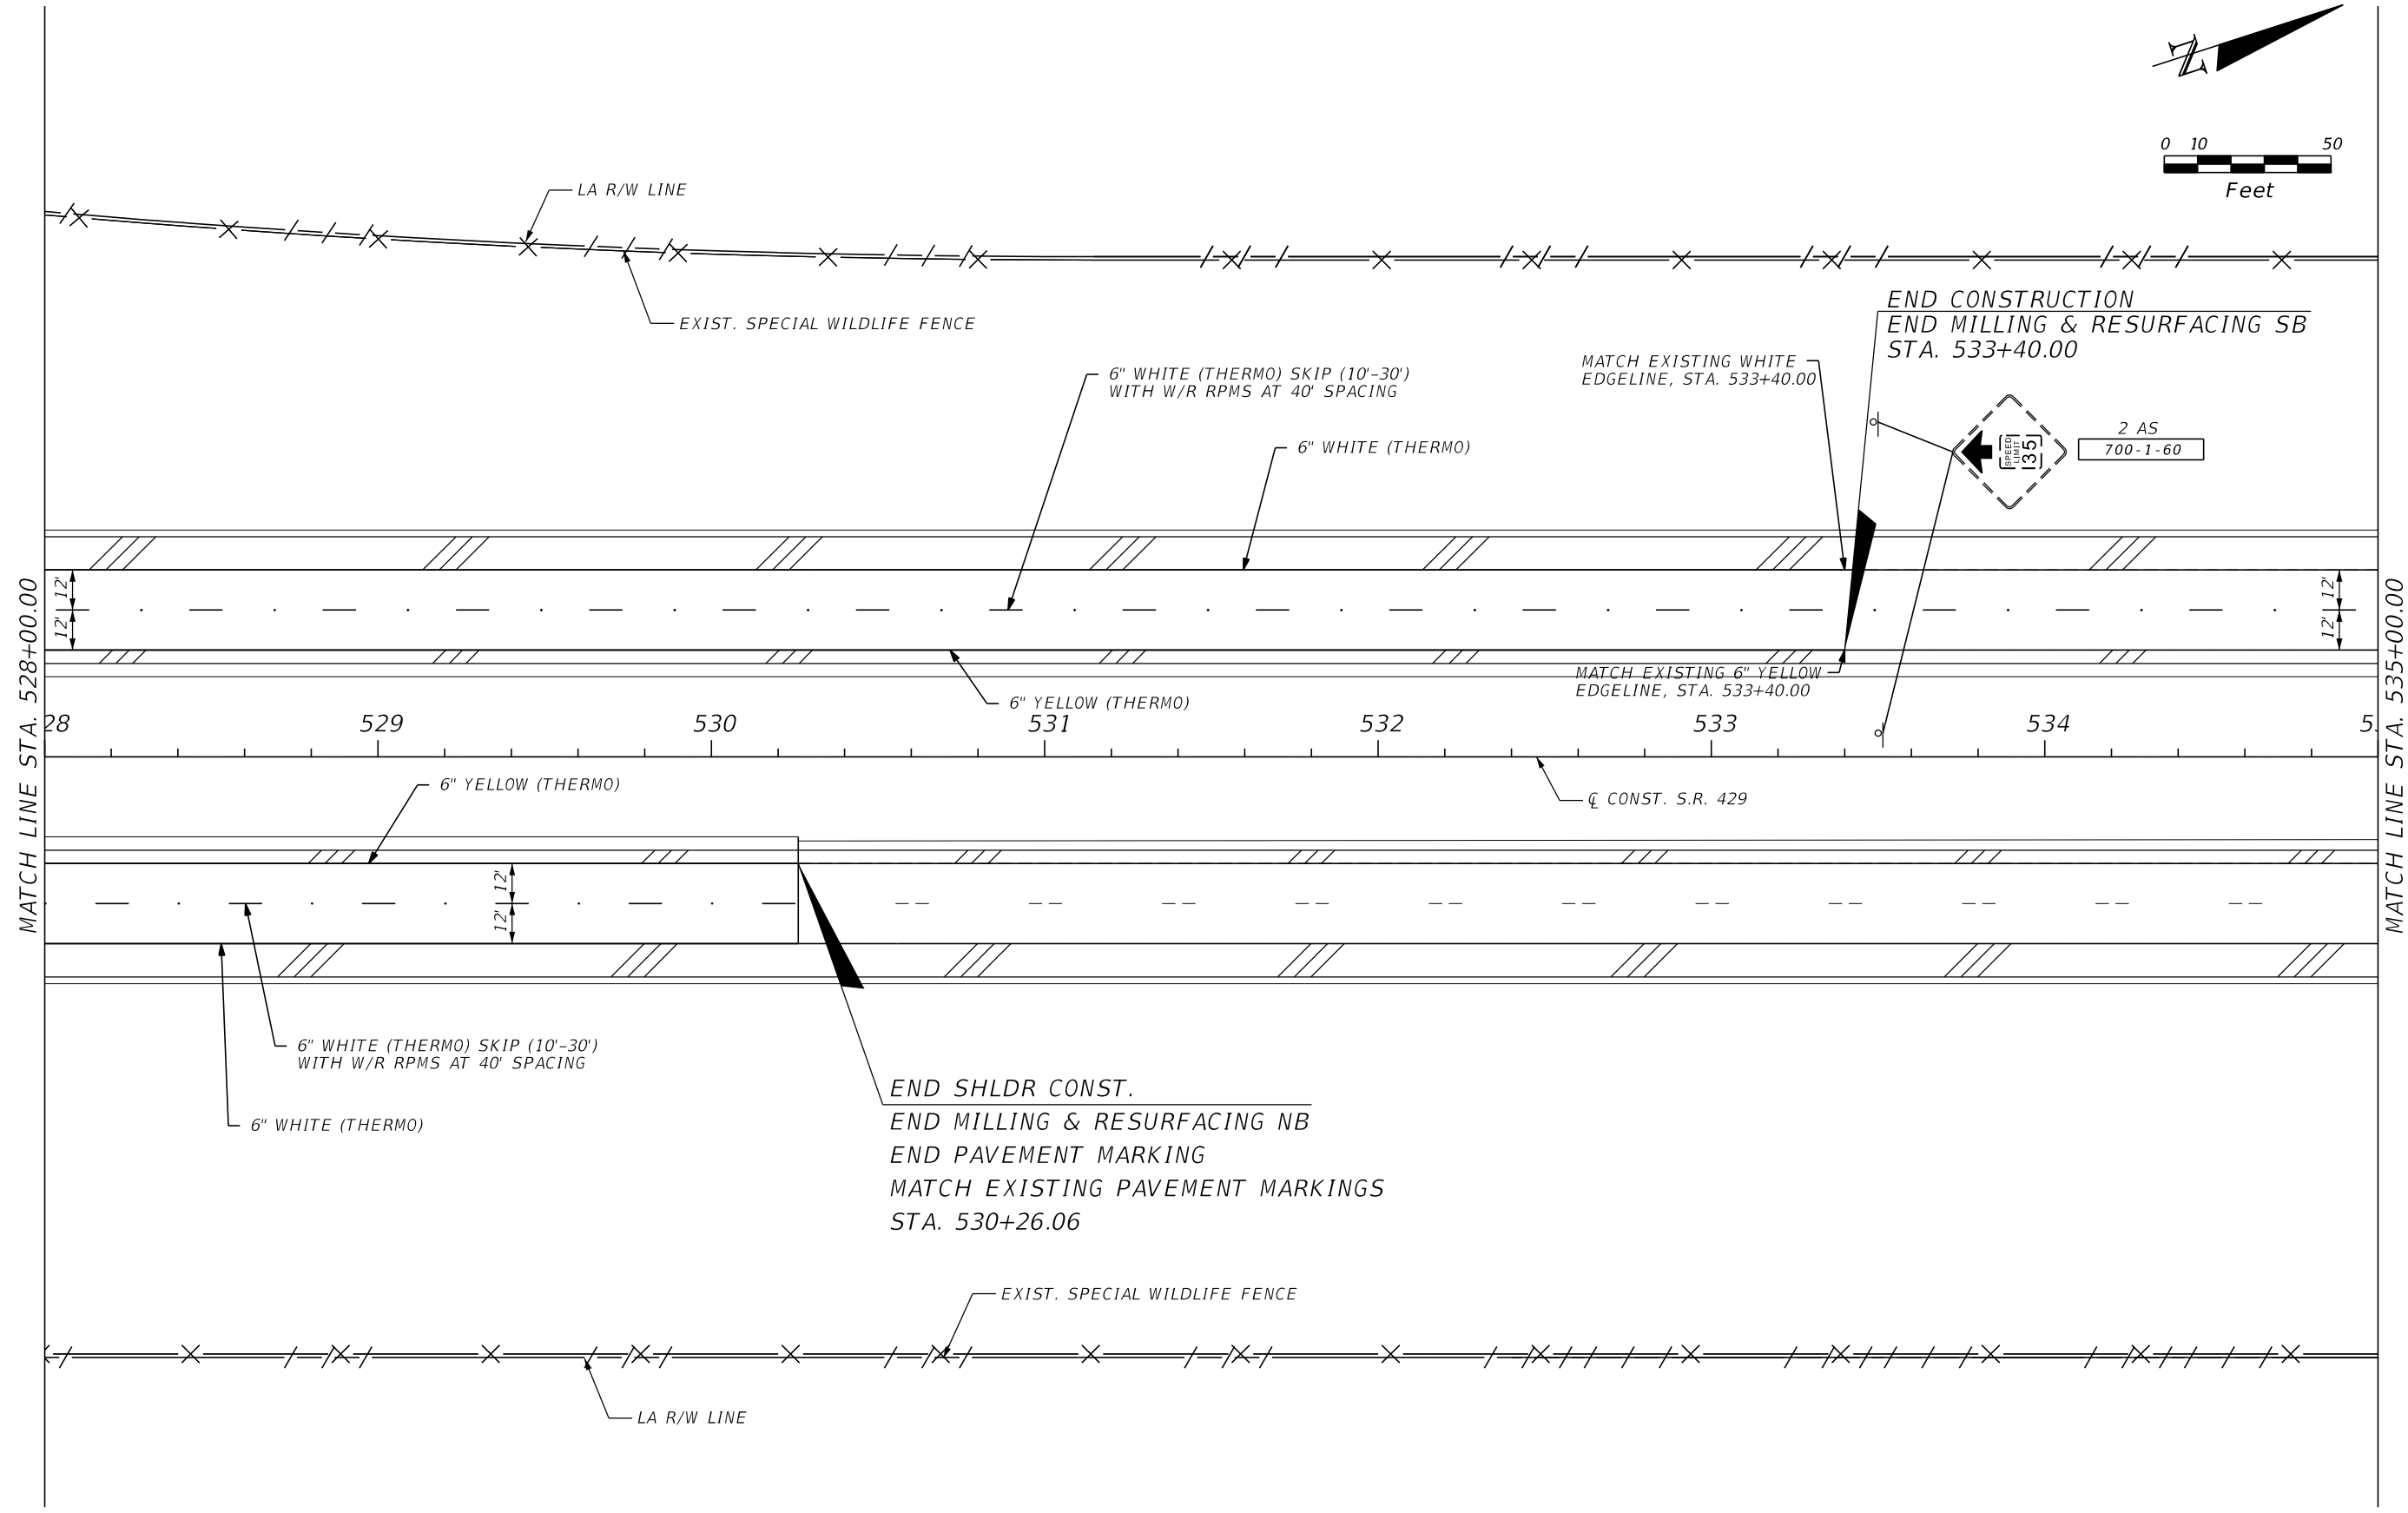 N
0 10 50
Feet
LA R/W LINE
EXIST. SPECIAL WILDLIFE FENCE
END CONSTRUCTION
END MILLING & RESURFACING SB
STA. 533+40.00
MATCH EXISTING WHITE
EDGELINE, STA. 533+40.00
6" WHITE (THERMO) SKIP (10'-30')
WITH W/R RPMS AT 40' SPACING
6" WHITE (THERMO)
SPEED
LIMIT
35
2 AS
700-1-60
12'
12'
12'
12'
MATCH LINE STA. 528+00.00
MATCH LINE STA. 535+00.00
MATCH EXISTING 6" YELLOW
EDGELINE, STA. 533+40.00
6" YELLOW (THERMO)
28 529 530 531 532 533 534 5
6" YELLOW (THERMO)
℄ CONST. S.R. 429
12'
12'
6" WHITE (THERMO) SKIP (10'-30')
WITH W/R RPMS AT 40' SPACING
6" WHITE (THERMO)
END SHLDR CONST.
END MILLING & RESURFACING NB
END PAVEMENT MARKING
MATCH EXISTING PAVEMENT MARKINGS
STA. 530+26.06
EXIST. SPECIAL WILDLIFE FENCE
LA R/W LINE